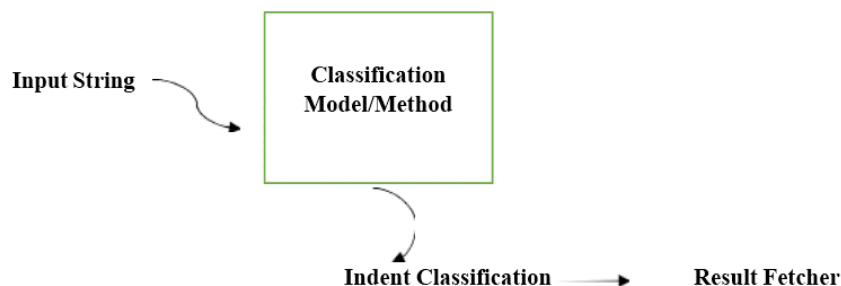 Input String
Classification
Model/Method
Indent Classification
Result Fetcher